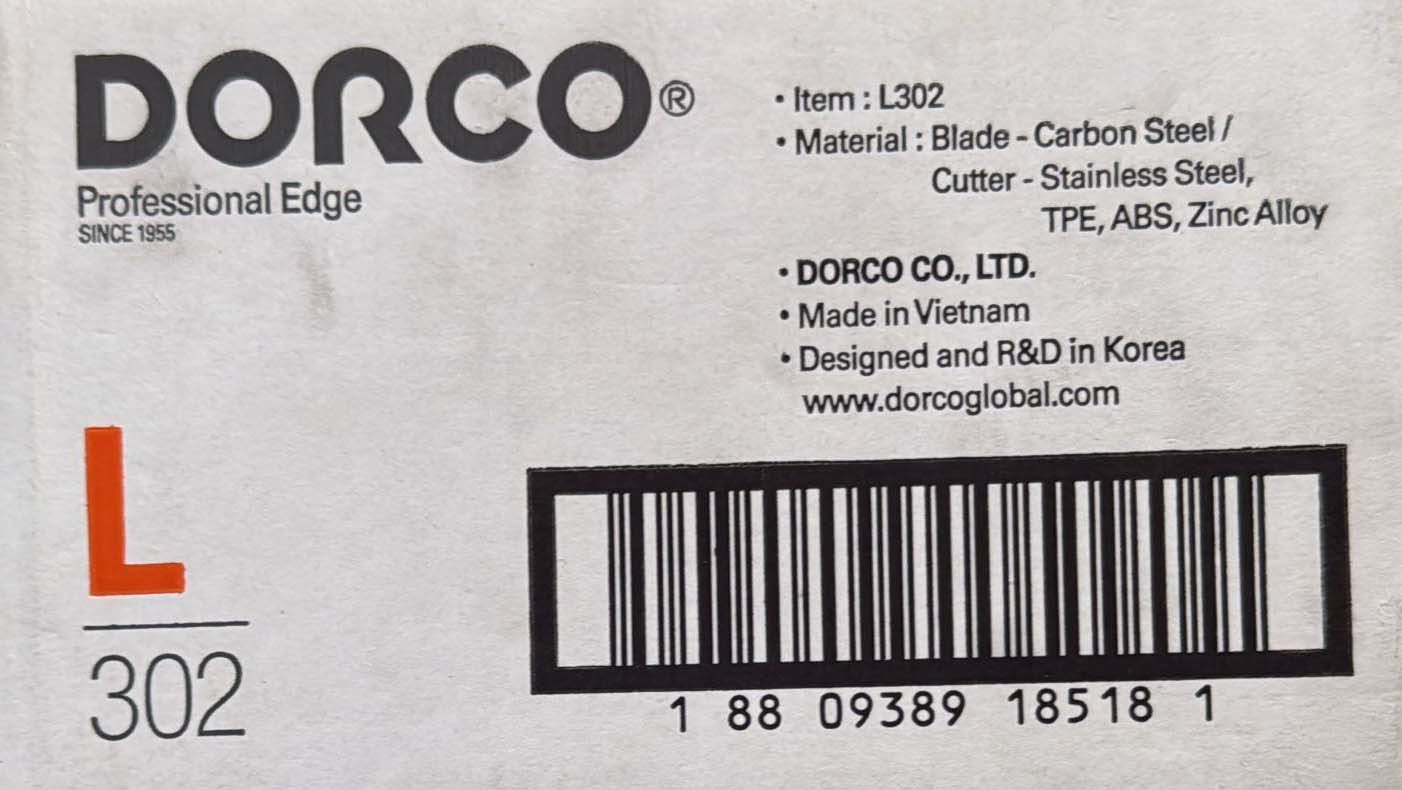 DORCO®
Professional Edge
SINCE 1955
• Item : L302
• Material : Blade - Carbon Steel /
Cutter - Stainless Steel,
TPE, ABS, Zinc Alloy
• DORCO CO., LTD.
• Made in Vietnam
• Designed and R&D in Korea
www.dorcoglobal.com
L
302
1 88 09389 18518 1